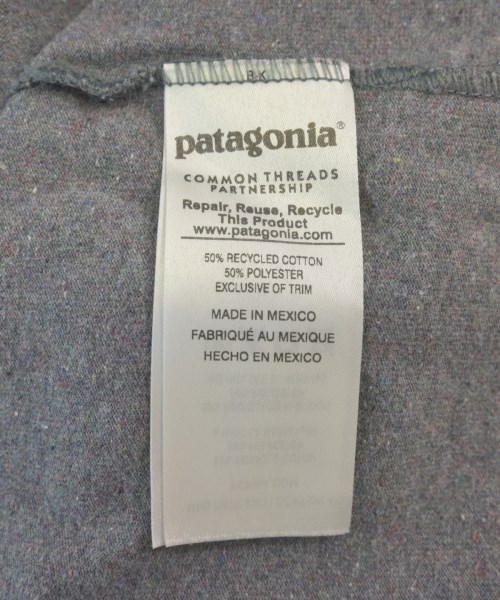 patagonia®
COMMON THREADS
PARTNERSHIP
Repair, Reuse, Recycle
This Product
www.patagonia.com
50% RECYCLED COTTON
50% POLYESTER
EXCLUSIVE OF TRIM
MADE IN MEXICO
FABRIQUÉ AU MEXIQUE
HECHO EN MEXICO